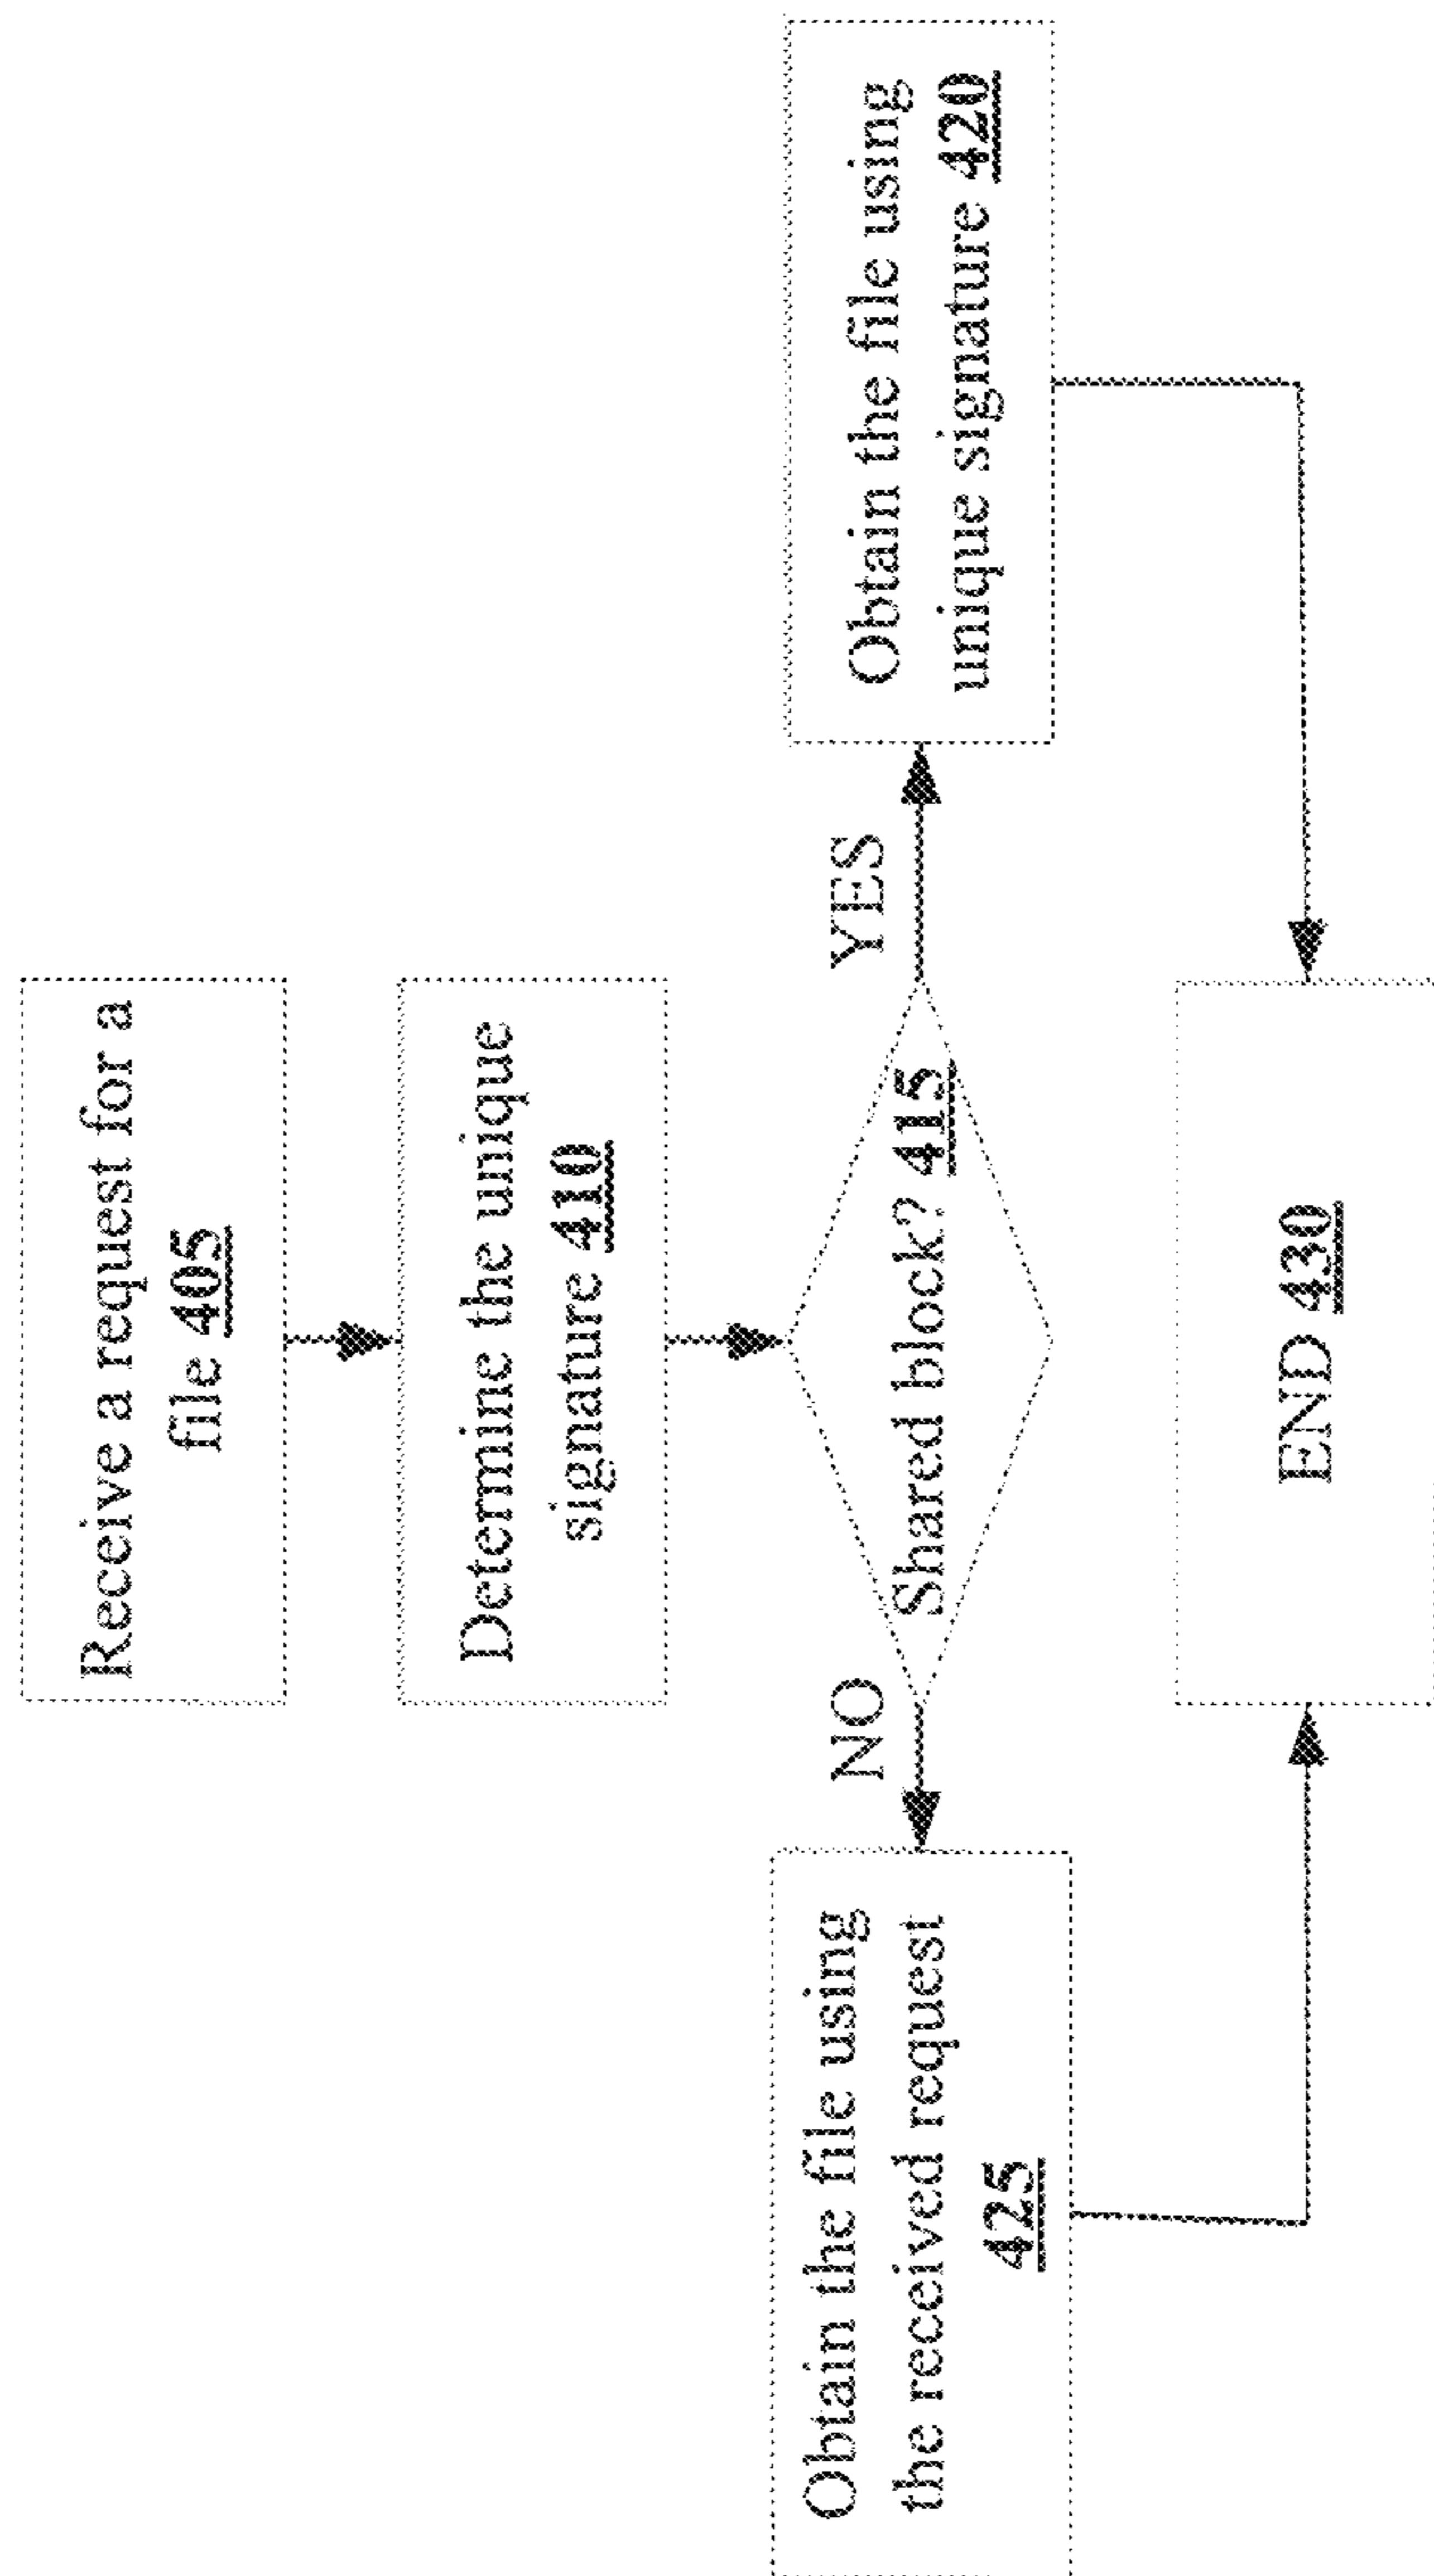 Receive a request for a
file 405
Determine the unique
signature 410
Shared block? 415
NO
YES
Obtain the file using
the received request
425
Obtain the file using
unique signature 420
END 430